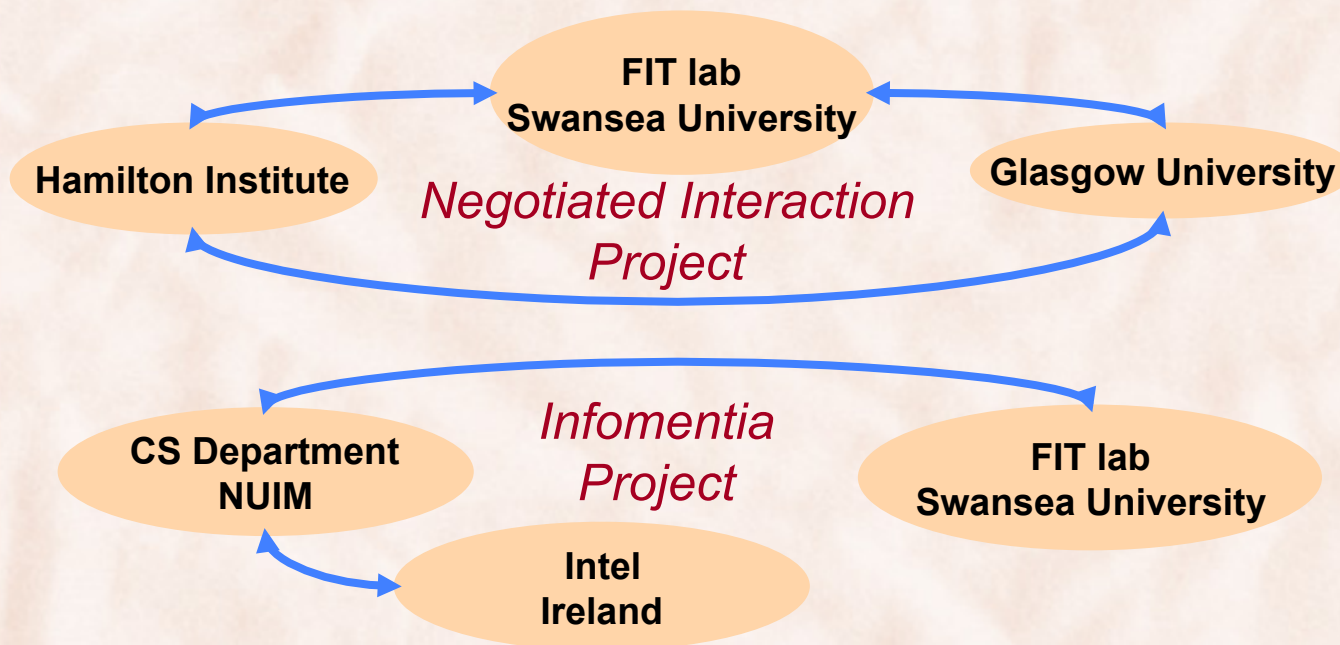 FIT lab
Swansea University
Hamilton Institute
Glasgow University
Negotiated Interaction
Project
Infomentia
Project
CS Department
NUIM
FIT lab
Swansea University
Intel
Ireland